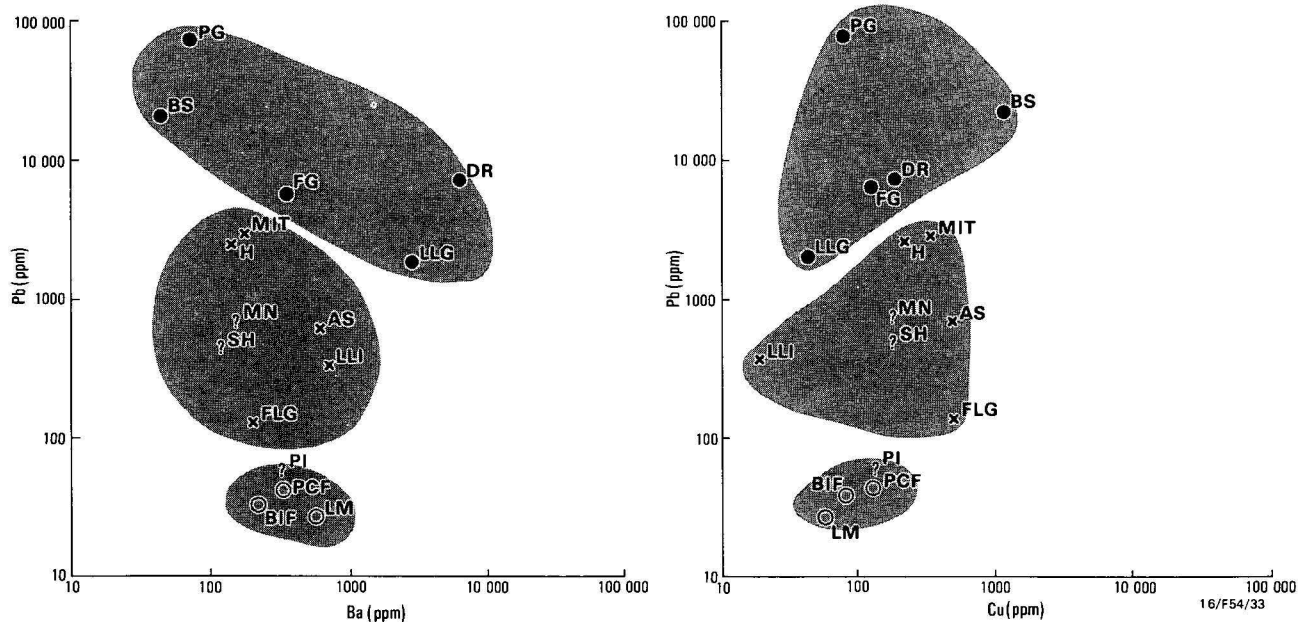 100 000
PG
BS
10 000
FG
DR
MIT
H
LLG
Pb (ppm)
1000
MN
AS
SH
LLI
FLG
100
PI
PCF
BIF
LM
10
10
100
1000
10 000
100 000
Ba (ppm)
100 000
PG
BS
10 000
DR
FG
LLG
MIT
H
Pb (ppm)
1000
MN
AS
SH
LLI
FLG
100
PI
BIF
PCF
LM
10
10
100
1000
10 000
100 000
Cu (ppm)
16/F54/33